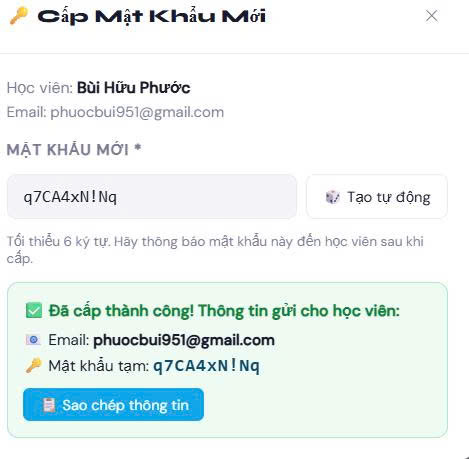 🔑 Cấp Mật Khẩu Mới
Học viên: Bùi Hữu Phước
Email: phuocbui951@gmail.com
MẬT KHẨU MỚI *
q7CA4xN!Nq
🎲 Tạo tự động
Tối thiểu 6 ký tự. Hãy thông báo mật khẩu này đến học viên sau khi
cấp.
✅ Đã cấp thành công! Thông tin gửi cho học viên:
📧 Email: phuocbui951@gmail.com
🔑 Mật khẩu tạm: q7CA4xN!Nq
📋 Sao chép thông tin